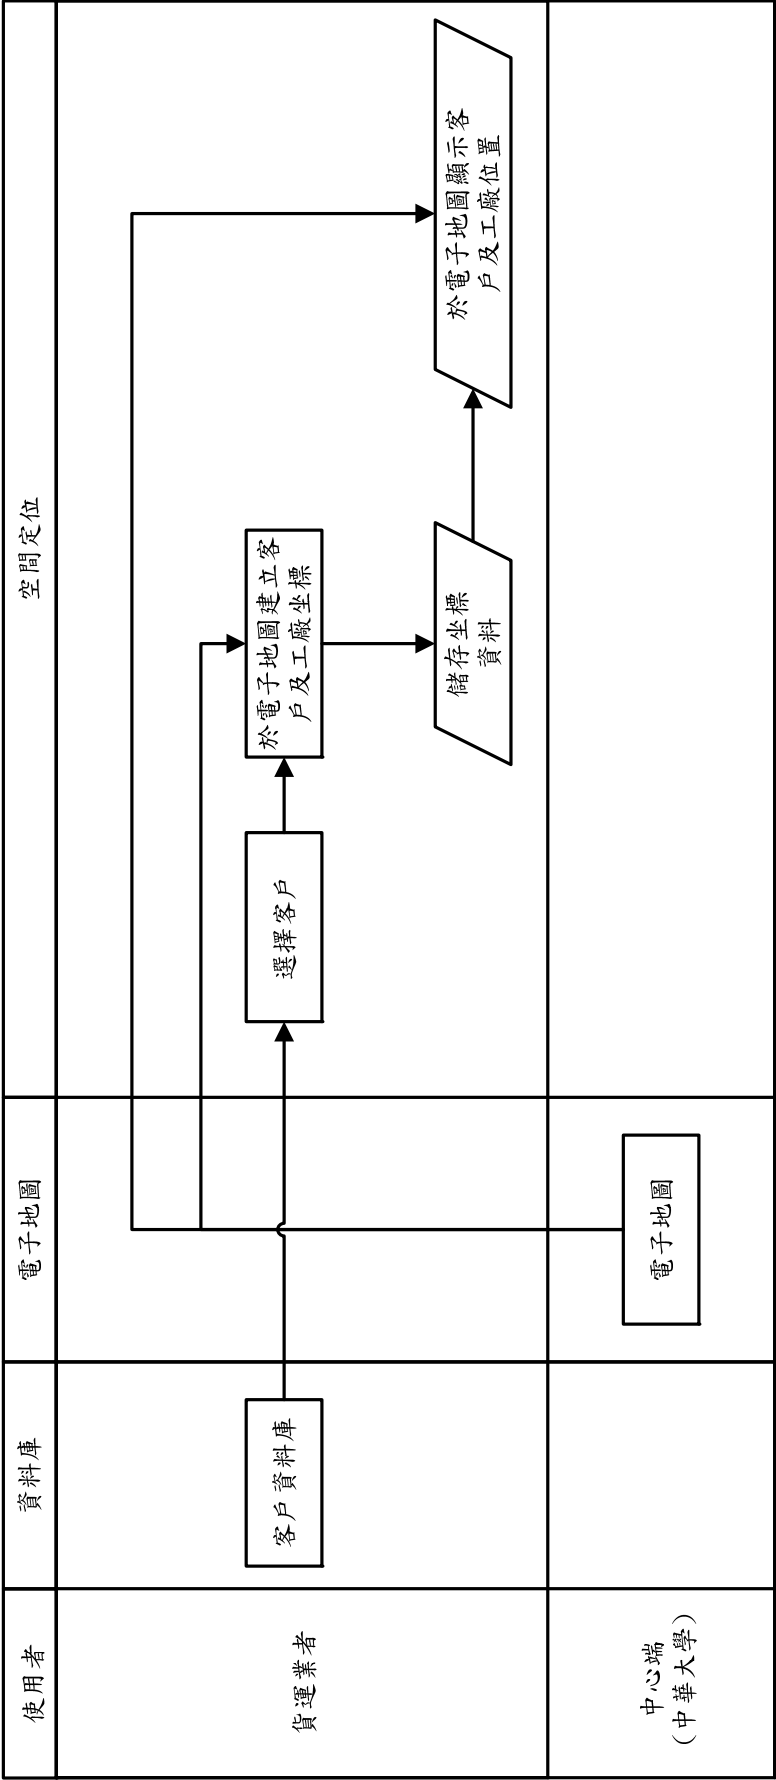 使用者
資料庫
電子地圖
空間定位
貨運業者
客戶資料庫
選擇客戶
於電子地圖建立客
戶及工廠坐標
儲存坐標
資料
於電子地圖顯示客
戶及工廠位置
中心端
(中華大學)
電子地圖